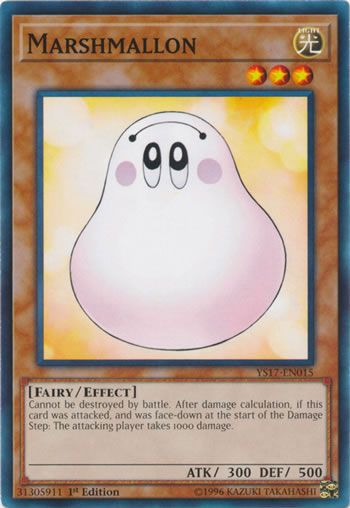 MARSHMALLON
LIGHT
光
YS17-EN015
[FAIRY/EFFECT]
Cannot be destroyed by battle. After damage calculation, if this
card was attacked, and was face-down at the start of the Damage
Step: The attacking player takes 1000 damage.
ATK/ 300 DEF/ 500
31305911 1st Edition ©1996 KAZUKI TAKAHASHI